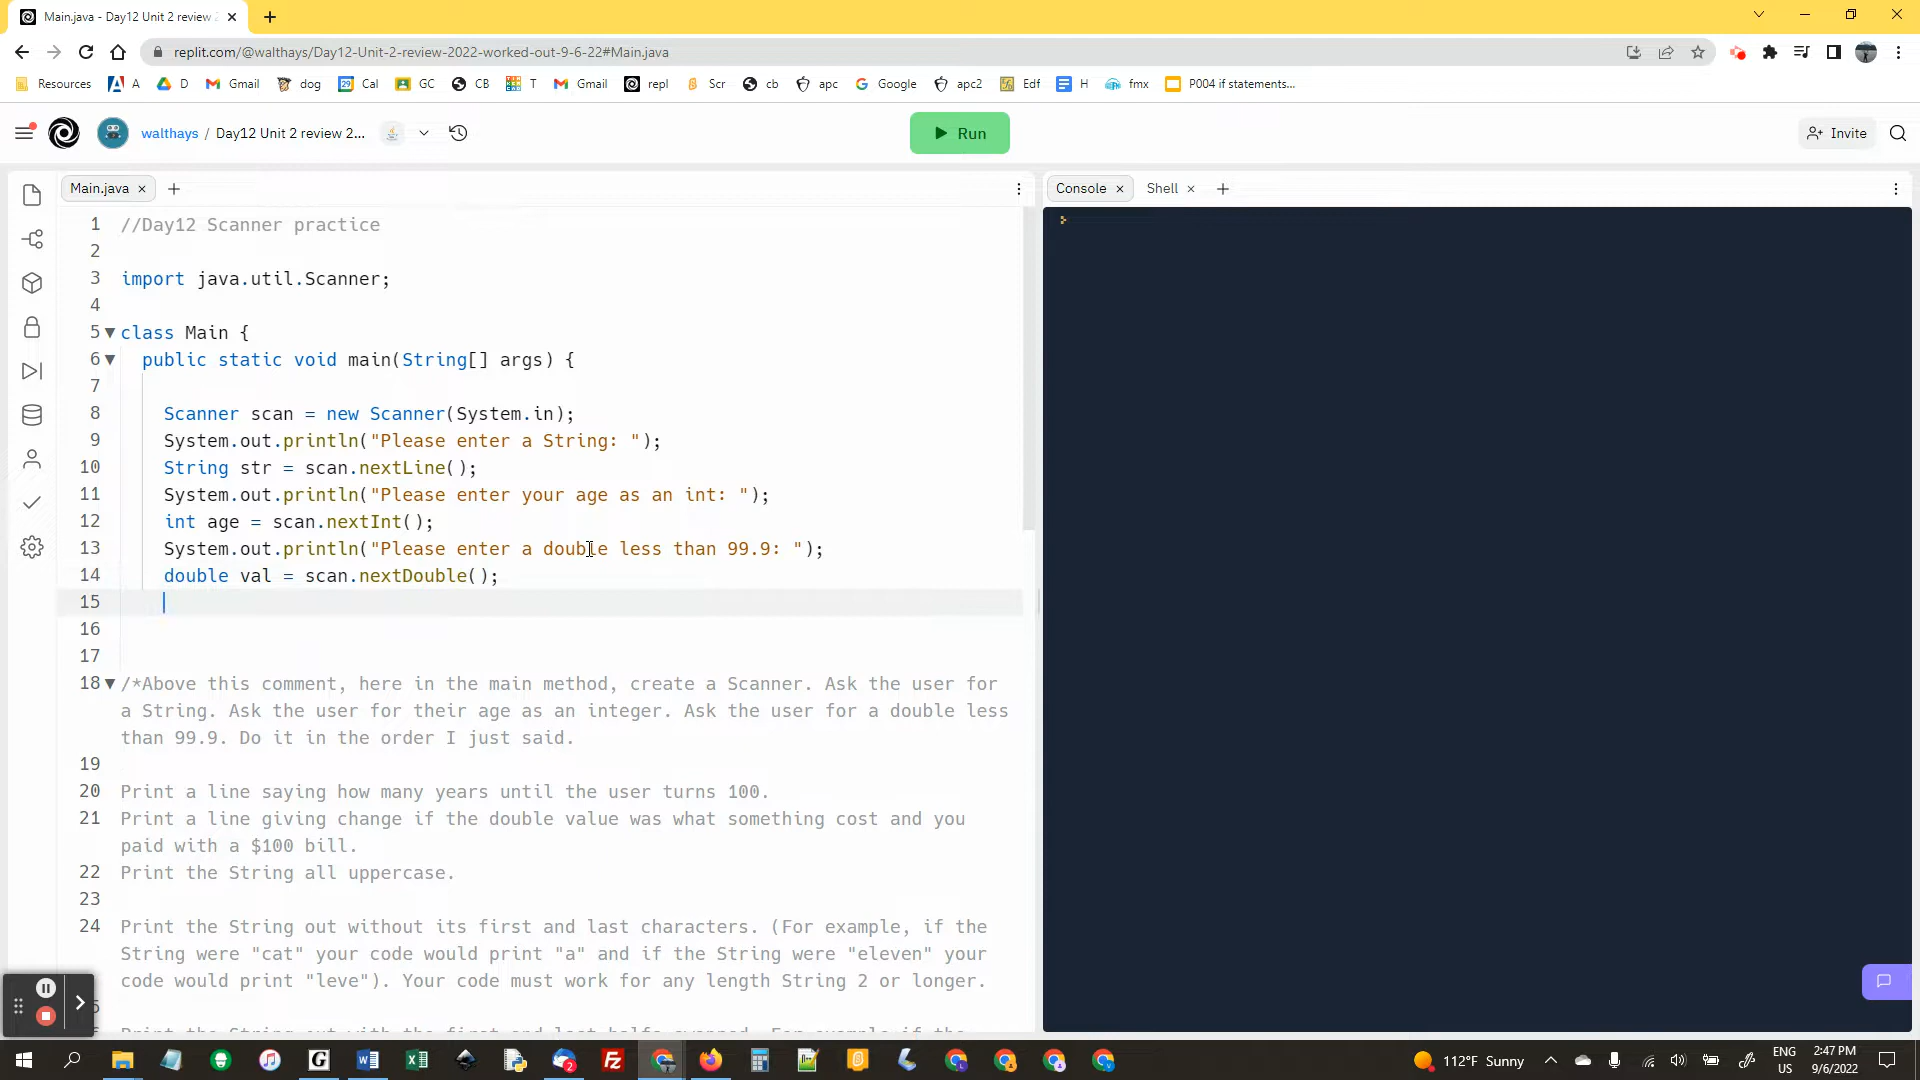 Main.java - Day12 Unit 2 review
replit.com/@walthays/Day12-Unit-2-review-2022-worked-out-9-6-22#Main.java
Resources A D Gmail dog Cal GC CB T Gmail repl Scr cb apc Google apc2 Edf H fmx P004 if statements...
walthays / Day12 Unit 2 review 2... Run Invite
Main.java Console Shell
1 //Day12 Scanner practice
2
3 import java.util.Scanner;
4
5 class Main {
6 public static void main(String[] args) {
7
8 Scanner scan = new Scanner(System.in);
9 System.out.println("Please enter a String: ");
10 String str = scan.nextLine();
11 System.out.println("Please enter your age as an int: ");
12 int age = scan.nextInt();
13 System.out.println("Please enter a double less than 99.9: ");
14 double val = scan.nextDouble();
15
16
17
18 /*Above this comment, here in the main method, create a Scanner. Ask the user for
a String. Ask the user for their age as an integer. Ask the user for a double less
than 99.9. Do it in the order I just said.
19
20 Print a line saying how many years until the user turns 100.
21 Print a line giving change if the double value was what something cost and you
paid with a $100 bill.
22 Print the String all uppercase.
23
24 Print the String out without its first and last characters. (For example, if the
String were "cat" your code would print "a" and if the String were "eleven" your
code would print "leve"). Your code must work for any length String 2 or longer.
112°F Sunny
ENG
US
2:47 PM
9/6/2022